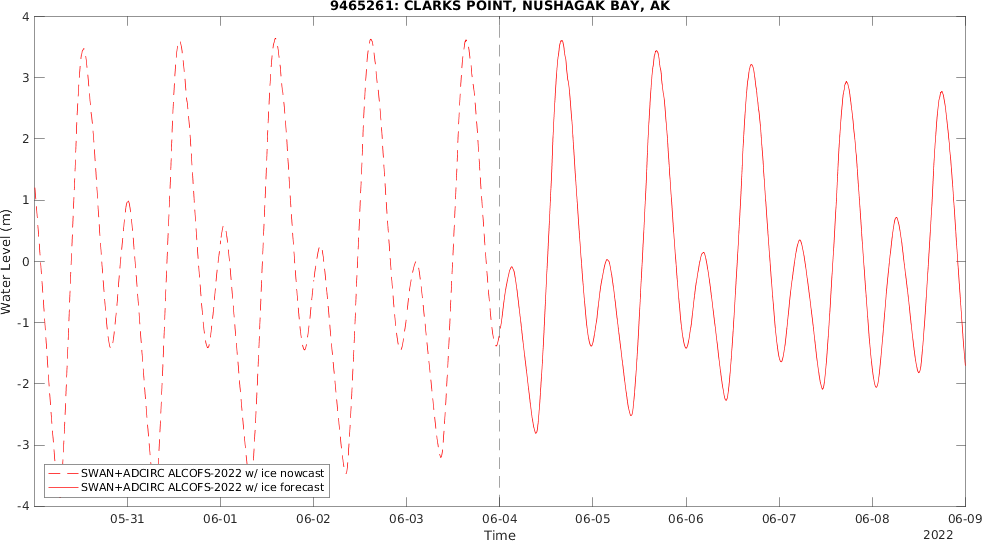 9465261: CLARKS POINT, NUSHAGAK BAY, AK
4
3
2
1
0
-1
-2
-3
-4
Water Level (m)
SWAN+ADCIRC ALCOFS-2022 w/ ice nowcast
SWAN+ADCIRC ALCOFS-2022 w/ ice forecast
05-31 06-01 06-02 06-03 06-04 06-05 06-06 06-07 06-08 06-09
Time
2022